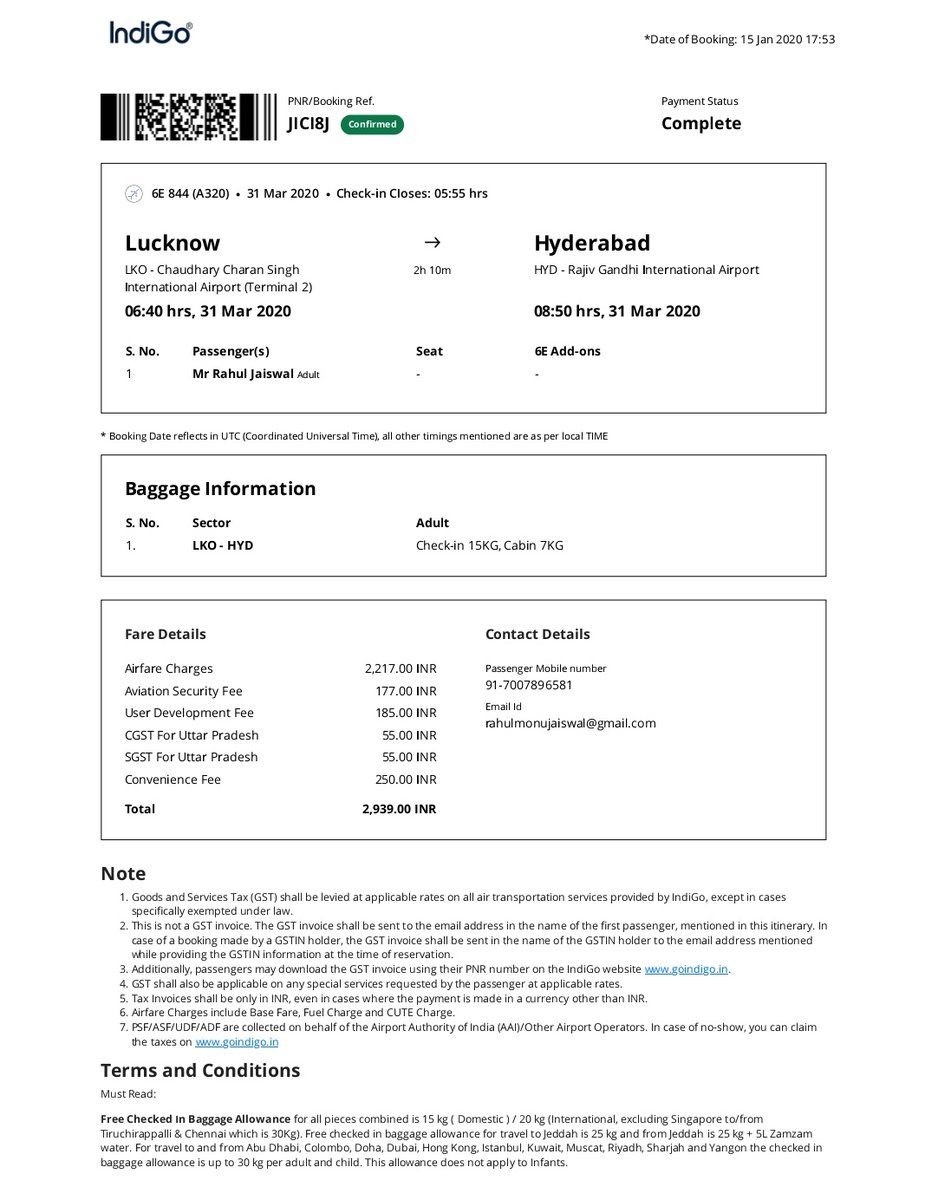 IndiGo
*Date of Booking: 15 Jan 2020 17:53
PNR/Booking Ref.
JICI8J Confirmed
Payment Status
Complete
6E 844 (A320) • 31 Mar 2020 • Check-in Closes: 05:55 hrs
Lucknow → Hyderabad
LKO - Chaudhary Charan Singh
International Airport (Terminal 2)
2h 10m
HYD - Rajiv Gandhi International Airport
06:40 hrs, 31 Mar 2020
08:50 hrs, 31 Mar 2020
S. No. Passenger(s) Seat 6E Add-ons
1 Mr Rahul Jaiswal Adult - -
* Booking Date reflects in UTC (Coordinated Universal Time), all other timings mentioned are as per local TIME
Baggage Information
S. No. Sector Adult
1. LKO - HYD Check-in 15KG, Cabin 7KG
Fare Details
Airfare Charges 2,217.00 INR
Aviation Security Fee 177.00 INR
User Development Fee 185.00 INR
CGST For Uttar Pradesh 55.00 INR
SGST For Uttar Pradesh 55.00 INR
Convenience Fee 250.00 INR
Total 2,939.00 INR
Contact Details
Passenger Mobile number
91-7007896581
Email Id
rahulmonujaiswal@gmail.com
Note
1. Goods and Services Tax (GST) shall be levied at applicable rates on all air transportation services provided by IndiGo, except in cases
specifically exempted under law.
2. This is not a GST invoice. The GST invoice shall be sent to the email address in the name of the first passenger, mentioned in this itinerary. In
case of a booking made by a GSTIN holder, the GST invoice shall be sent in the name of the GSTIN holder to the email address mentioned
while providing the GSTIN information at the time of reservation.
3. Additionally, passengers may download the GST invoice using their PNR number on the IndiGo website www.goindigo.in.
4. GST shall also be applicable on any special services requested by the passenger at applicable rates.
5. Tax Invoices shall be only in INR, even in cases where the payment is made in a currency other than INR.
6. Airfare Charges include Base Fare, Fuel Charge and CUTE Charge.
7. PSF/ASF/UDF/ADF are collected on behalf of the Airport Authority of India (AAI)/Other Airport Operators. In case of no-show, you can claim
the taxes on www.goindigo.in
Terms and Conditions
Must Read:
Free Checked In Baggage Allowance for all pieces combined is 15 kg ( Domestic ) / 20 kg (International, excluding Singapore to/from
Tiruchirappalli & Chennai which is 30Kg). Free checked in baggage allowance for travel to Jeddah is 25 kg and from Jeddah is 25 kg + 5L Zamzam
water. For travel to and from Abu Dhabi, Colombo, Doha, Dubai, Hong Kong, Istanbul, Kuwait, Muscat, Riyadh, Sharjah and Yangon the checked in
baggage allowance is up to 30 kg per adult and child. This allowance does not apply to Infants.